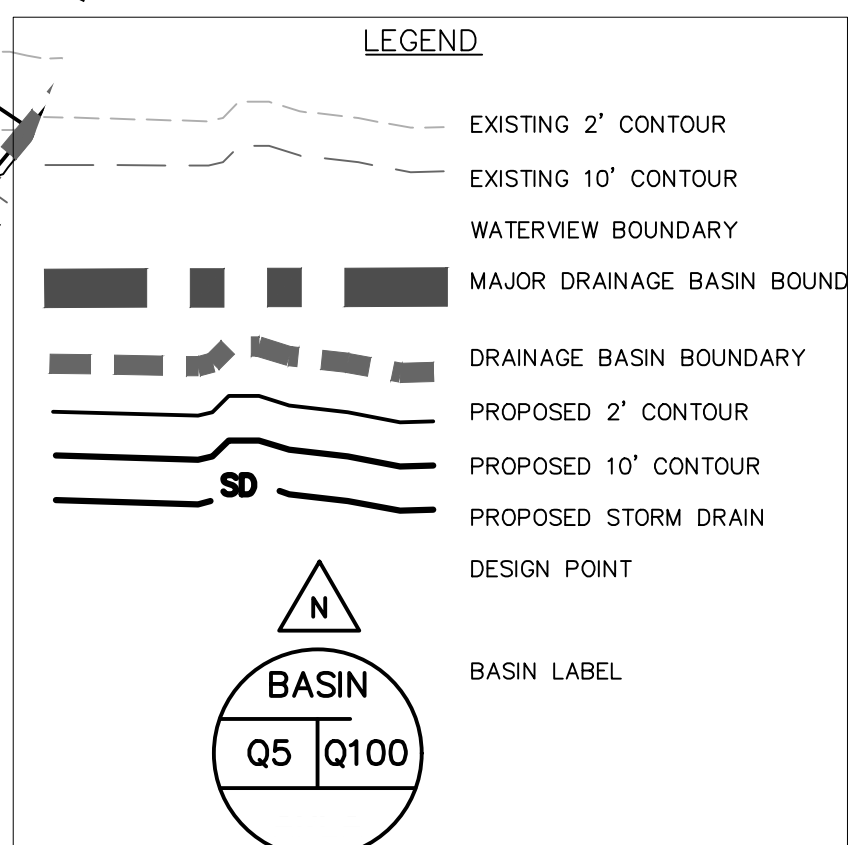 LEGEND
EXISTING 2' CONTOUR
EXISTING 10' CONTOUR
WATERVIEW BOUNDARY
MAJOR DRAINAGE BASIN BOUND
DRAINAGE BASIN BOUNDARY
PROPOSED 2' CONTOUR
PROPOSED 10' CONTOUR
SD
PROPOSED STORM DRAIN
DESIGN POINT
N
BASIN LABEL
BASIN
Q5 Q100